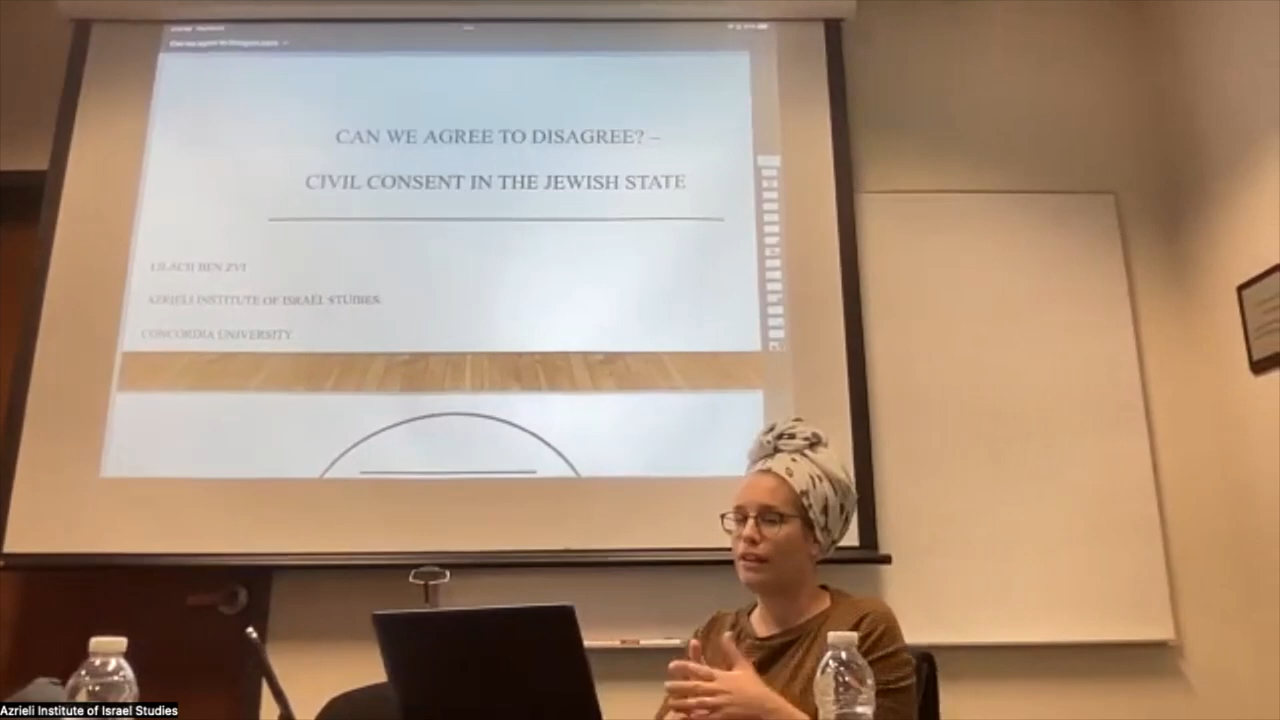 CAN WE AGREE TO DISAGREE? –
CIVIL CONSENT IN THE JEWISH STATE
LILACH BEN ZVI
AZRIELI INSTITUTE OF ISRAEL STUDIES
CONCORDIA UNIVERSITY
Azrieli Institute of Israel Studies